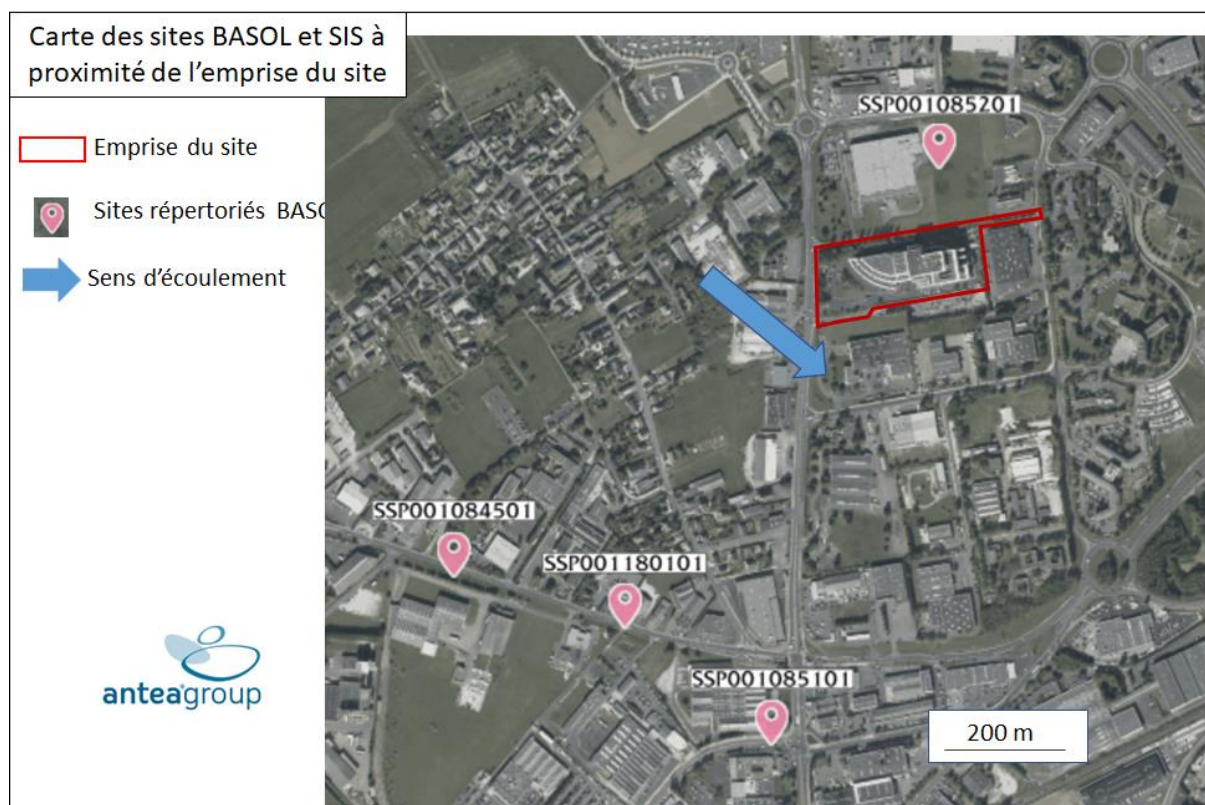 Carte des sites BASOL et SIS à
proximité de l'emprise du site
Emprise du site
Sites répertoriés BASO
Sens d'écoulement
SSP001085201
SSP001084501
SSP001180101
SSP001085101
anteagroup
200 m